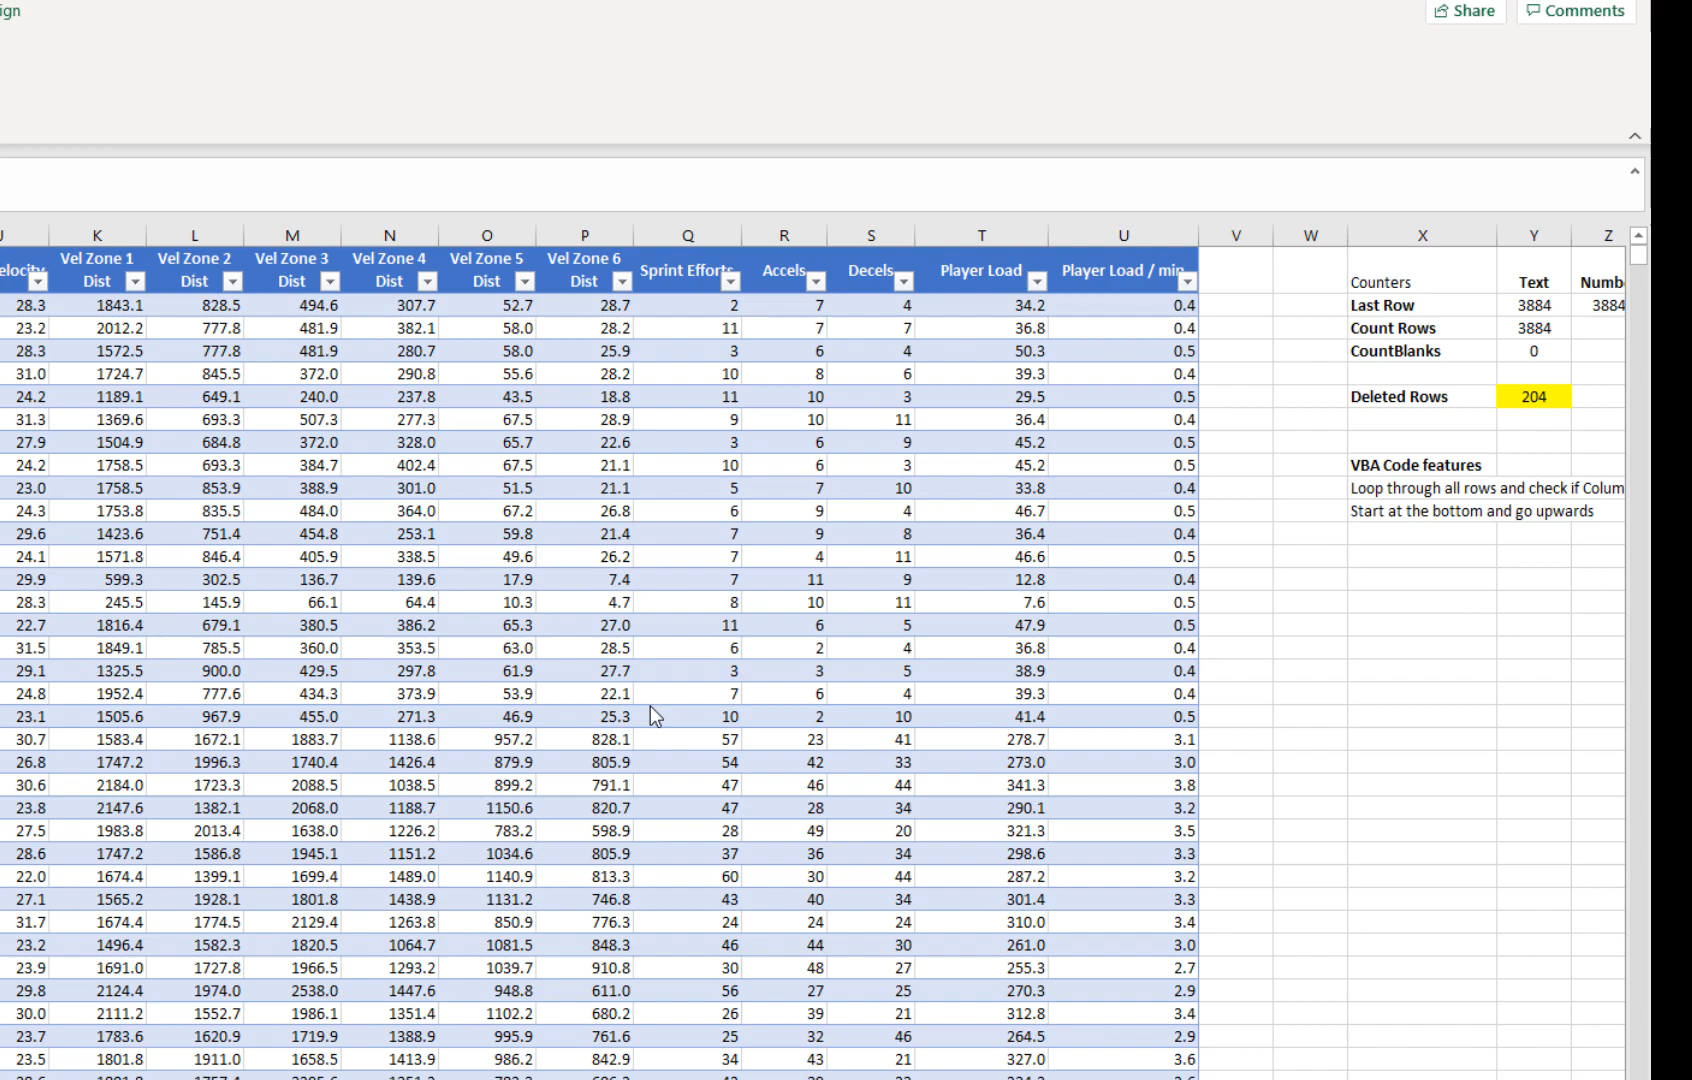 ign
Share Comments
K L M N O P Q R S T U V W X Y Z
elocity Vel Zone 1 Dist Vel Zone 2 Dist Vel Zone 3 Dist Vel Zone 4 Dist Vel Zone 5 Dist Vel Zone 6 Dist Sprint Efforts Accels Decels Player Load Player Load / min Counters Text Numb
28.3 1843.1 828.5 494.6 307.7 52.7 28.7 2 7 4 34.2 0.4 Last Row 3884 3884
23.2 2012.2 777.8 481.9 382.1 58.0 28.2 11 7 7 36.8 0.4 Count Rows 3884
28.3 1572.5 777.8 481.9 280.7 58.0 25.9 3 6 4 50.3 0.5 CountBlanks 0
31.0 1724.7 845.5 372.0 290.8 55.6 28.2 10 8 6 39.3 0.4
24.2 1189.1 649.1 240.0 237.8 43.5 18.8 11 10 3 29.5 0.5 Deleted Rows 204
31.3 1369.6 693.3 507.3 277.3 67.5 28.9 9 10 11 36.4 0.4
27.9 1504.9 684.8 372.0 328.0 65.7 22.6 3 6 9 45.2 0.5
24.2 1758.5 693.3 384.7 402.4 67.5 21.1 10 6 3 45.2 0.5 VBA Code features
23.0 1758.5 853.9 388.9 301.0 51.5 21.1 5 7 10 33.8 0.4 Loop through all rows and check if Colum
24.3 1753.8 835.5 484.0 364.0 67.2 26.8 6 9 4 46.7 0.5 Start at the bottom and go upwards
29.6 1423.6 751.4 454.8 253.1 59.8 21.4 7 9 8 36.4 0.4
24.1 1571.8 846.4 405.9 338.5 49.6 26.2 7 4 11 46.6 0.5
29.9 599.3 302.5 136.7 139.6 17.9 7.4 7 11 9 12.8 0.4
28.3 245.5 145.9 66.1 64.4 10.3 4.7 8 10 11 7.6 0.5
22.7 1816.4 679.1 380.5 386.2 65.3 27.0 11 6 5 47.9 0.5
31.5 1849.1 785.5 360.0 353.5 63.0 28.5 6 2 4 36.8 0.4
29.1 1325.5 900.0 429.5 297.8 61.9 27.7 3 3 5 38.9 0.4
24.8 1952.4 777.6 434.3 373.9 53.9 22.1 7 6 4 39.3 0.4
23.1 1505.6 967.9 455.0 271.3 46.9 25.3 10 2 10 41.4 0.5
30.7 1583.4 1672.1 1883.7 1138.6 957.2 828.1 57 23 41 278.7 3.1
26.8 1747.2 1996.3 1740.4 1426.4 879.9 805.9 54 42 33 273.0 3.0
30.6 2184.0 1723.3 2088.5 1038.5 899.2 791.1 47 46 44 341.3 3.8
23.8 2147.6 1382.1 2068.0 1188.7 1150.6 820.7 47 28 34 290.1 3.2
27.5 1983.8 2013.4 1638.0 1226.2 783.2 598.9 28 49 20 321.3 3.5
28.6 1747.2 1586.8 1945.1 1151.2 1034.6 805.9 37 36 34 298.6 3.3
22.0 1674.4 1399.1 1699.4 1489.0 1140.9 813.3 60 30 44 287.2 3.2
27.1 1565.2 1928.1 1801.8 1438.9 1131.2 746.8 43 40 34 301.4 3.3
31.7 1674.4 1774.5 2129.4 1263.8 850.9 776.3 24 24 24 310.0 3.4
23.2 1496.4 1582.3 1820.5 1064.7 1081.5 848.3 46 44 30 261.0 3.0
23.9 1691.0 1727.8 1966.5 1293.2 1039.7 910.8 30 48 27 255.3 2.7
29.8 2124.4 1974.0 2538.0 1447.6 948.8 611.0 56 27 25 270.3 2.9
30.0 2111.2 1552.7 1986.1 1351.4 1102.2 680.2 26 39 21 312.8 3.4
23.7 1783.6 1620.9 1719.9 1388.9 995.9 761.6 25 32 46 264.5 2.9
23.5 1801.8 1911.0 1658.5 1413.9 986.2 842.9 34 43 21 327.0 3.6